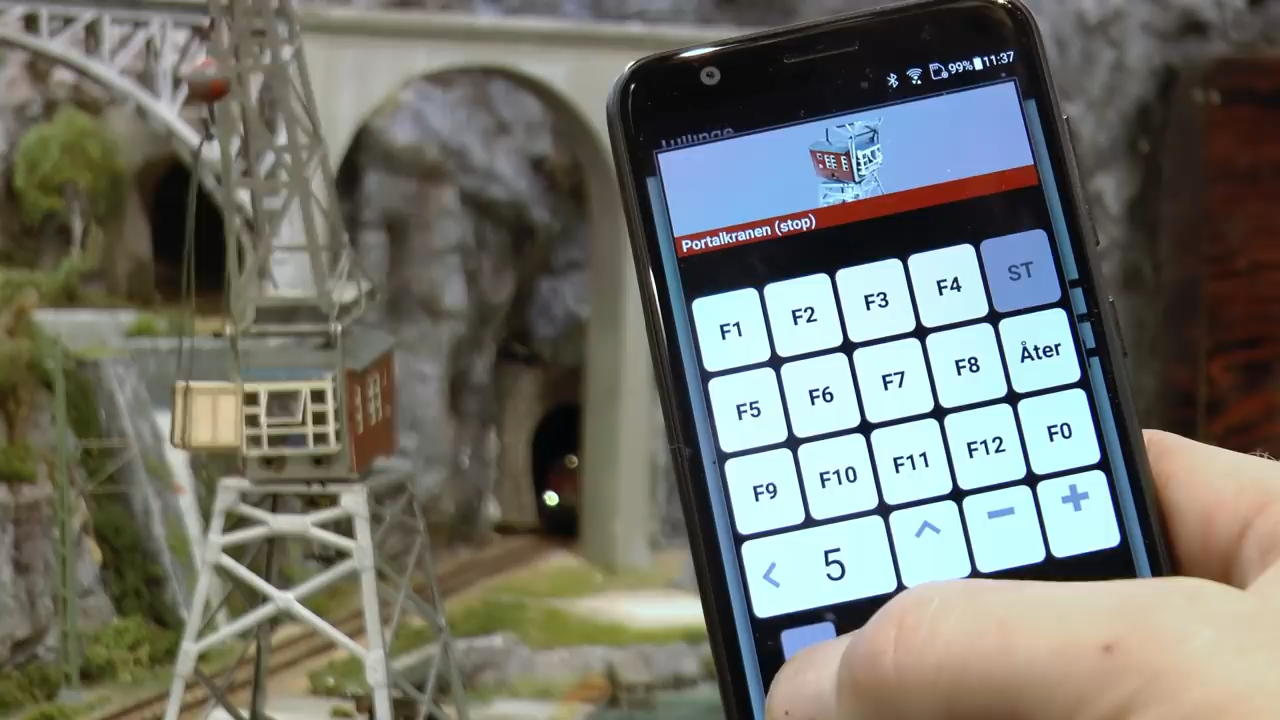 99% 11:37
Lullinge
Portalkranen (stop)
F1 F2 F3 F4 ST
F5 F6 F7 F8 Åter
F9 F10 F11 F12 F0
< 5 ^ − +